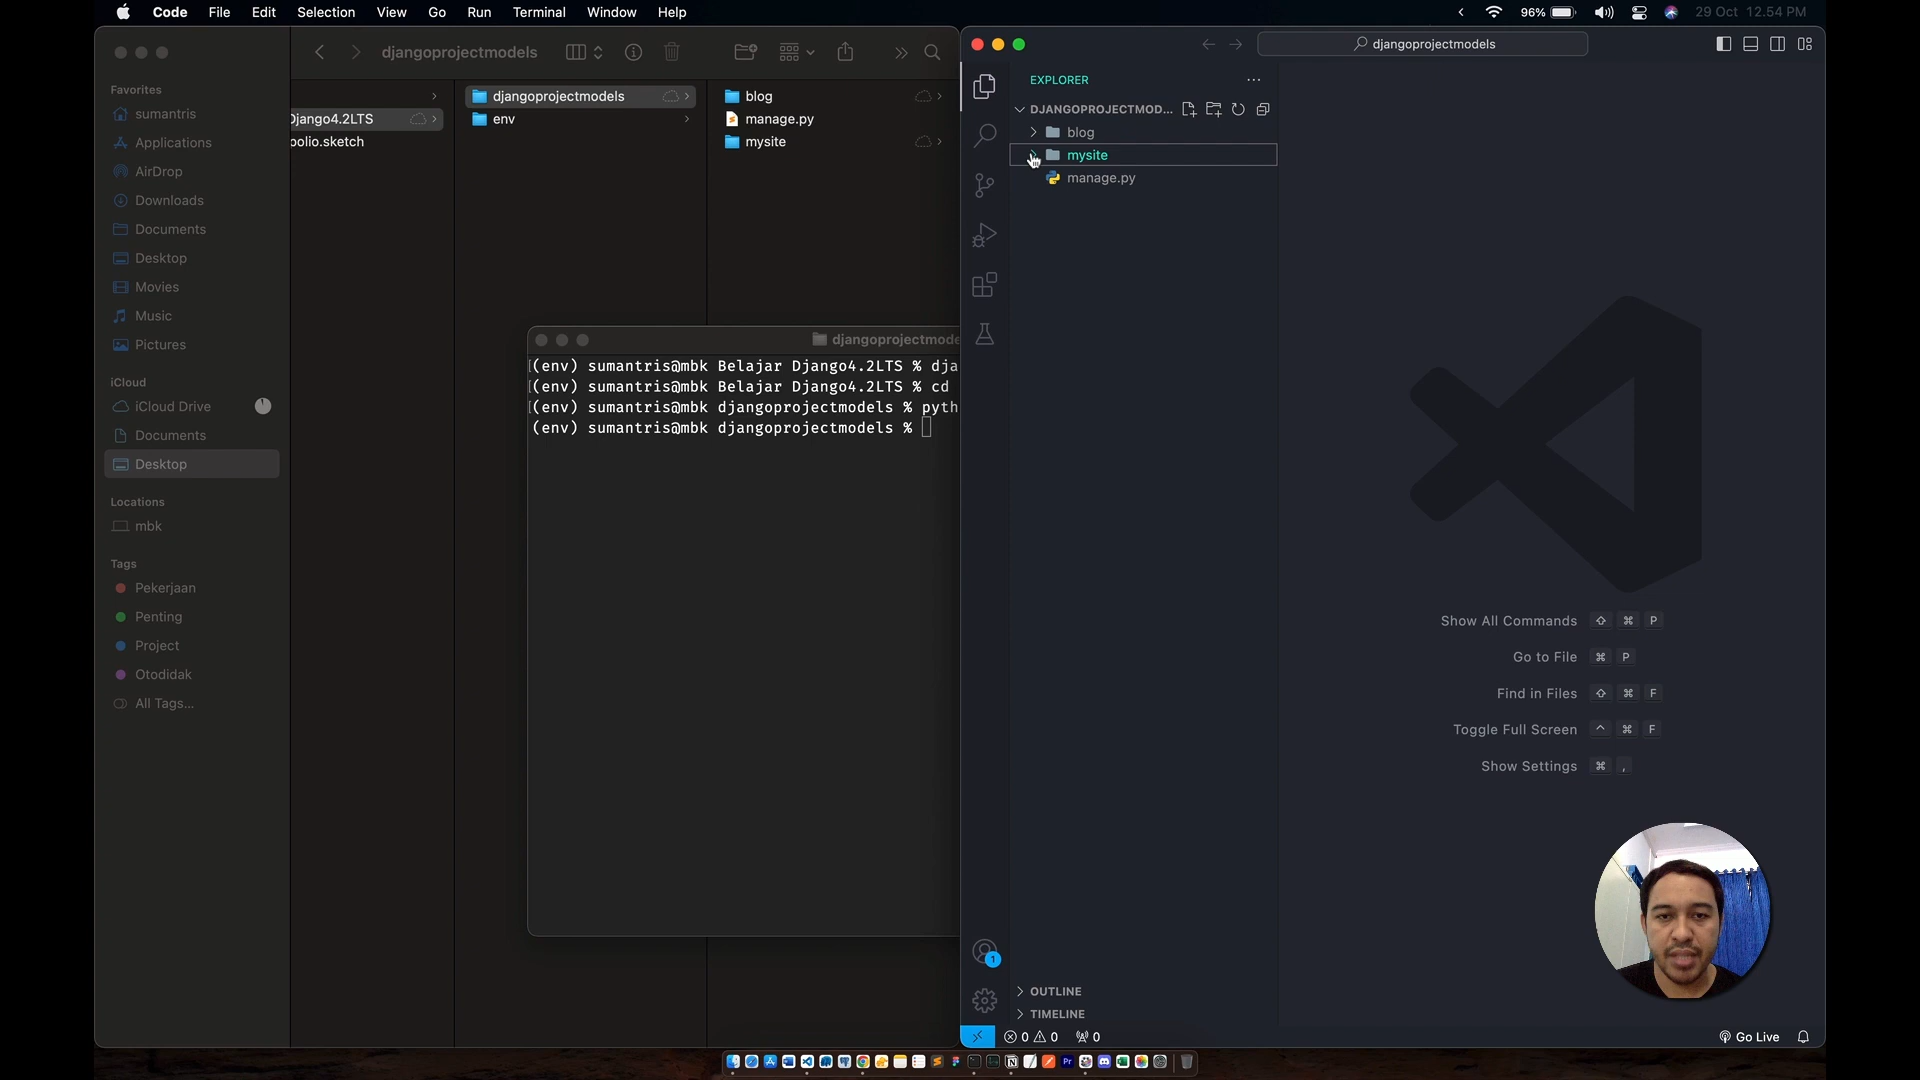 Code File Edit Selection View Go Run Terminal Window Help
96% 29 Oct 12.54 PM
djangoprojectmodels
Favorites
sumantris
Applications
AirDrop
Downloads
Documents
Desktop
Movies
Music
Pictures
iCloud
iCloud Drive
Documents
Desktop
Locations
mbk
Tags
Pekerjaan
Penting
Project
Otodidak
All Tags...
Django4.2LTS
polio.sketch
djangoprojectmodels
env
blog
manage.py
mysite
djangoprojectmode
(env) sumantris@mbk Belajar Django4.2LTS % dja
(env) sumantris@mbk Belajar Django4.2LTS % cd
(env) sumantris@mbk djangoprojectmodels % pyth
(env) sumantris@mbk djangoprojectmodels %
djangoprojectmodels
EXPLORER
DJANGOPROJECTMOD...
blog
mysite
manage.py
Show All Commands ⇧ ⌘ P
Go to File ⌘ P
Find in Files ⇧ ⌘ F
Toggle Full Screen ^ ⌘ F
Show Settings ⌘ ,
1
OUTLINE
TIMELINE
0 0 0
Go Live